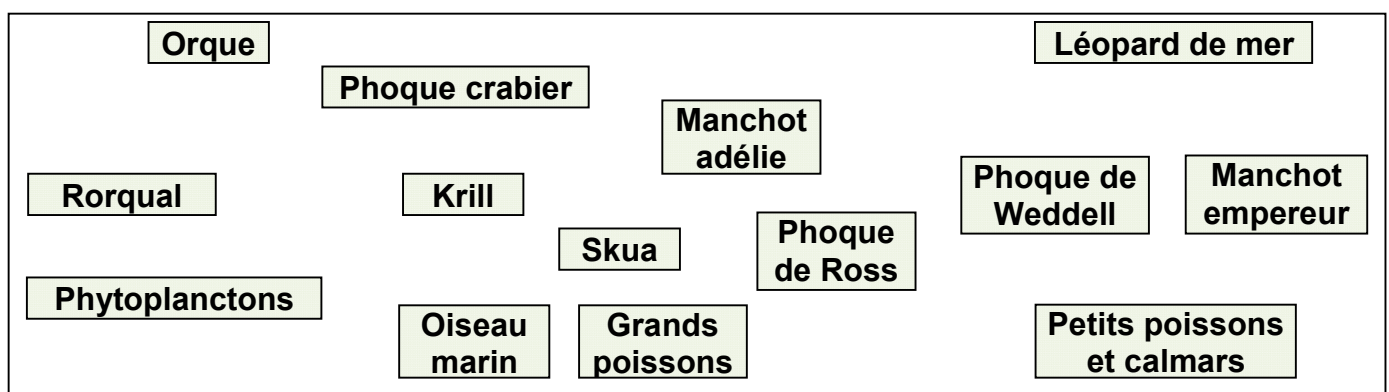 Orque
Léopard de mer
Phoque crabier
Manchot
adélie
Rorqual
Krill
Phoque de
Weddell
Manchot
empereur
Skua
Phoque
de Ross
Phytoplanctons
Oiseau
marin
Grands
poissons
Petits poissons
et calmars